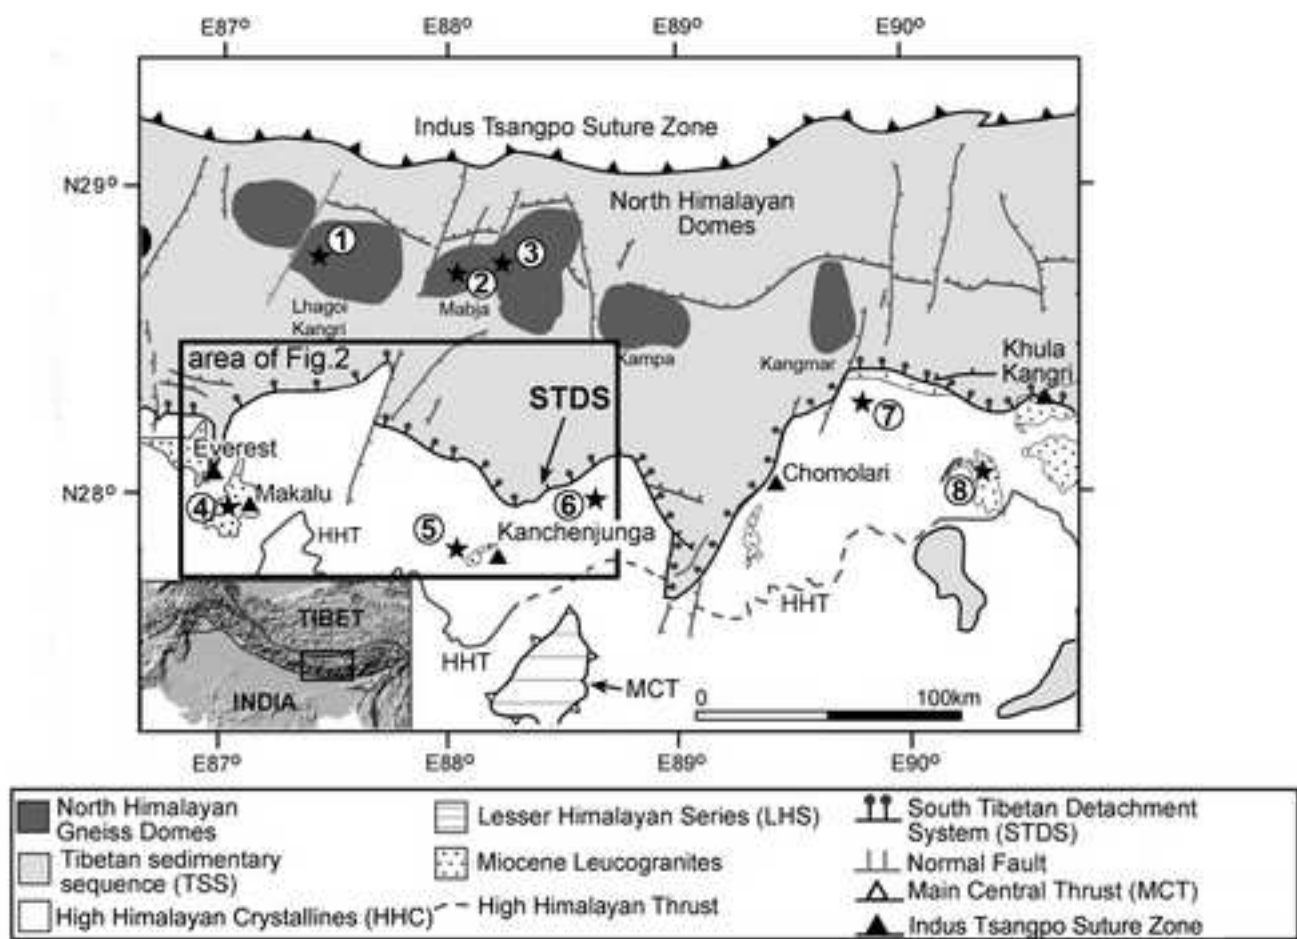 E87º E88º E89º E90º
Indus Tsangpo Suture Zone
N29º
North Himalayan
Domes
1
3
2
Lhagoi
Kangri
Mabja
Kampa
Kangmar
Khula
Kangri
area of Fig.2
STDS
7
Everest
Chomolari
N28º
Makalu
4
6
8
5
Kanchenjunga
HHT
HHT
TIBET
HHT
MCT
INDIA
0 100km
E87º E88º E89º E90º
North Himalayan
Gneiss Domes
Tibetan sedimentary
sequence (TSS)
High Himalayan Crystallines (HHC)
Lesser Himalayan Series (LHS)
Miocene Leucogranites
High Himalayan Thrust
South Tibetan Detachment
System (STDS)
Normal Fault
Main Central Thrust (MCT)
Indus Tsangpo Suture Zone